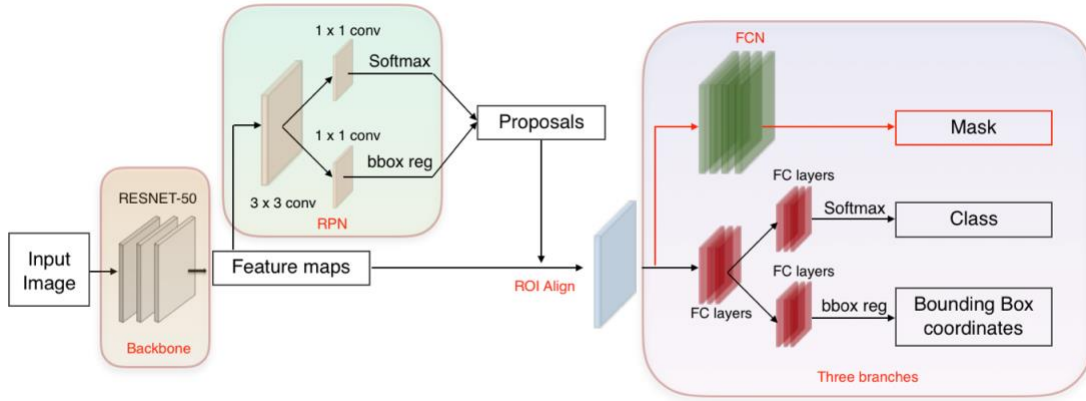 1 x 1 conv
Softmax
1 x 1 conv
bbox reg
3 x 3 conv
RPN
Proposals
RESNET-50
Input
Image
Backbone
Feature maps
ROI Align
FCN
Mask
FC layers
Softmax
Class
FC layers
FC layers
bbox reg
Bounding Box
coordinates
Three branches